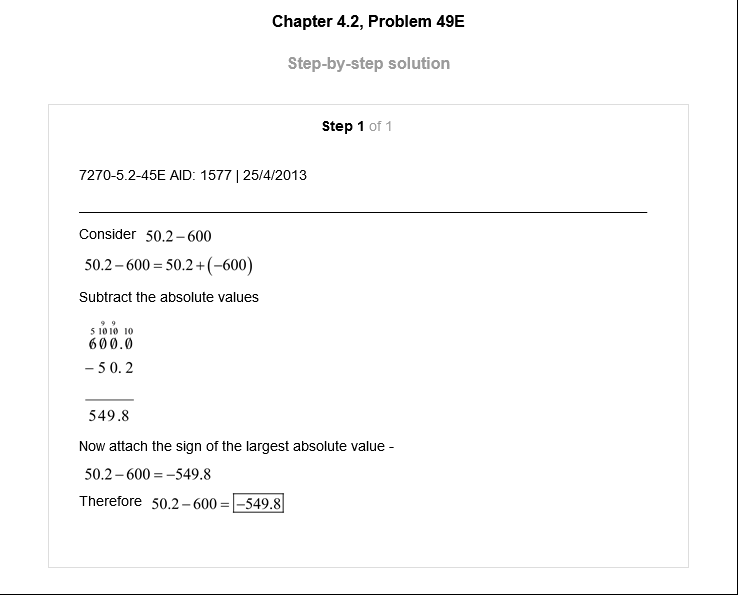 Chapter 4.2, Problem 49E
Step-by-step solution
Step 1 of 1
7270-5.2-45E AID: 1577 | 25/4/2013
Consider 50.2−600
50.2−600=50.2+(−600)
Subtract the absolute values
9 9
5 10 10 10
600.0
−50.2
549.8
Now attach the sign of the largest absolute value -
50.2−600=−549.8
Therefore 50.2−600=−549.8